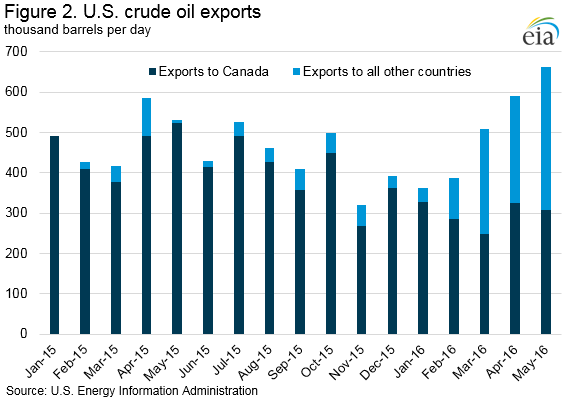 Figure 2. U.S. crude oil exports
thousand barrels per day
eia
700
Exports to Canada
Exports to all other countries
600
500
400
300
200
100
0
Jan-15
Feb-15
Mar-15
Apr-15
May-15
Jun-15
Jul-15
Aug-15
Sep-15
Oct-15
Nov-15
Dec-15
Jan-16
Feb-16
Mar-16
Apr-16
May-16
Source: U.S. Energy Information Administration